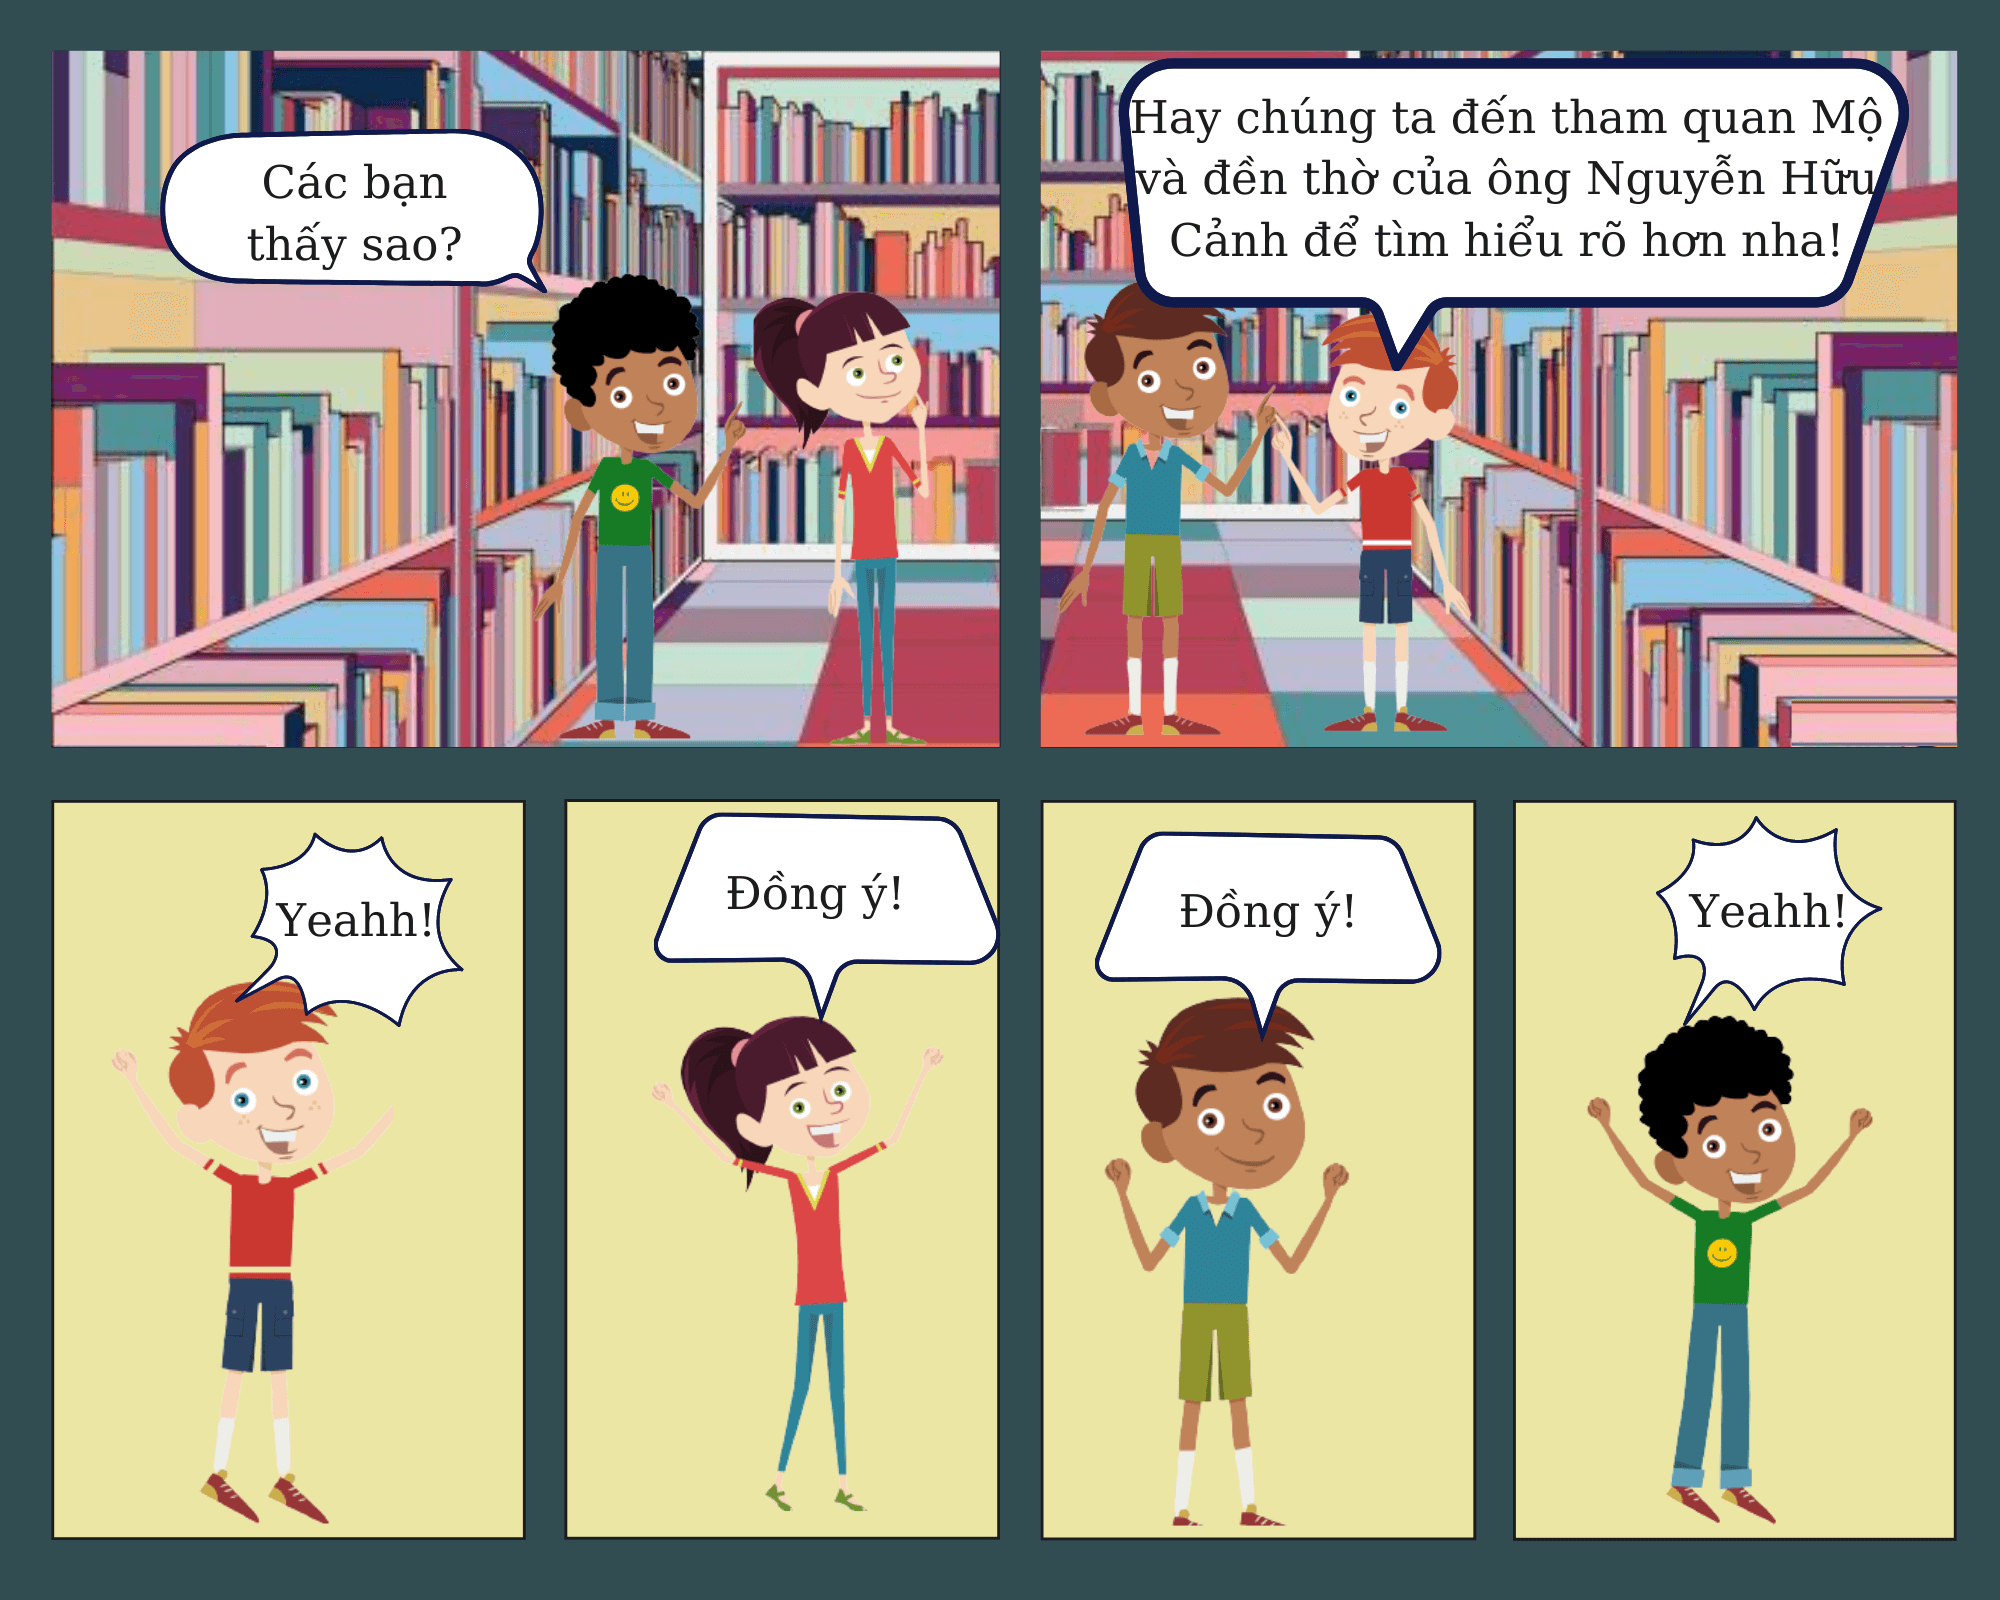 Các bạn
thấy sao?
Hay chúng ta đến tham quan Mộ
và đền thờ của ông Nguyễn Hữu
Cảnh để tìm hiểu rõ hơn nha!
Yeahh!
Đồng ý!
Đồng ý!
Yeahh!